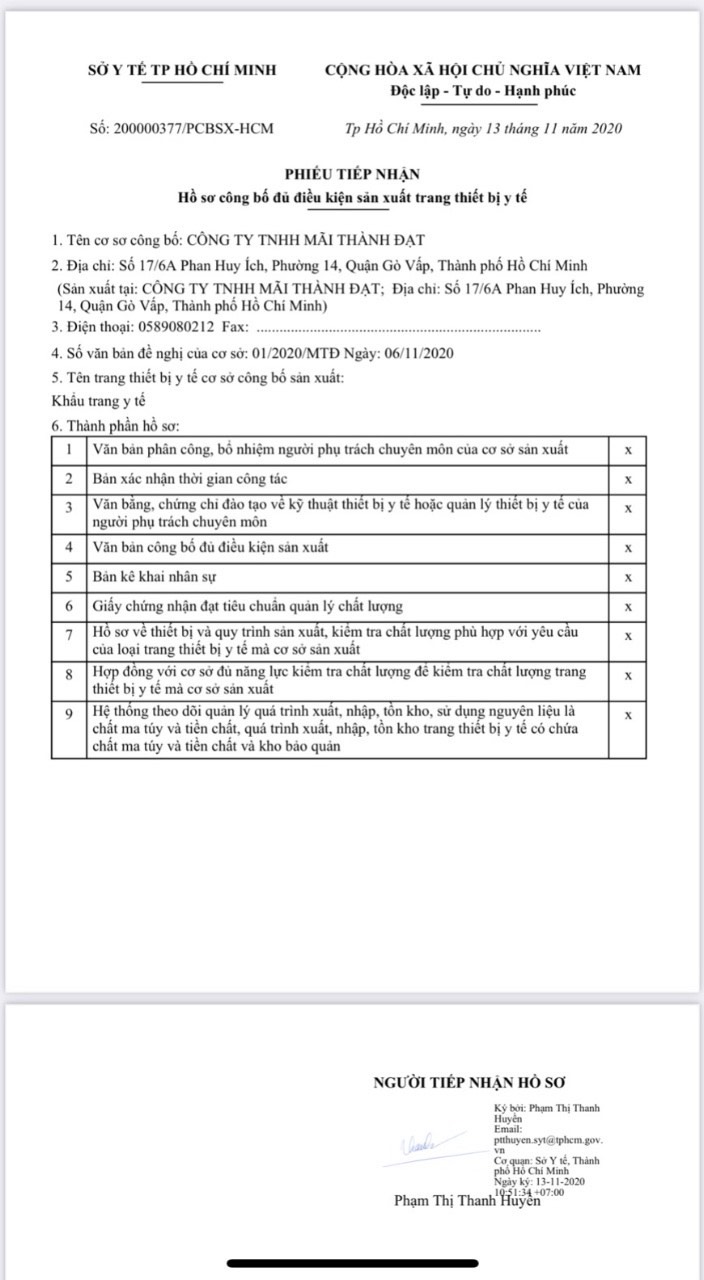 SỞ Y TẾ TP HỒ CHÍ MINH
CỘNG HÒA XÃ HỘI CHỦ NGHĨA VIỆT NAM
Độc lập - Tự do - Hạnh phúc
Số: 200000377/PCBSX-HCM
Tp Hồ Chí Minh, ngày 13 tháng 11 năm 2020
PHIẾU TIẾP NHẬN
Hồ sơ công bố đủ điều kiện sản xuất trang thiết bị y tế
1. Tên cơ sơ công bố: CÔNG TY TNHH MÃI THÀNH ĐẠT
2. Địa chỉ: Số 17/6A Phan Huy Ích, Phường 14, Quận Gò Vấp, Thành phố Hồ Chí Minh
(Sản xuất tại: CÔNG TY TNHH MÃI THÀNH ĐẠT; Địa chỉ: Số 17/6A Phan Huy Ích, Phường
14, Quận Gò Vấp, Thành phố Hồ Chí Minh)
3. Điện thoại: 0589080212 Fax: ...........................................................................
4. Số văn bản đề nghị của cơ sở: 01/2020/MTĐ Ngày: 06/11/2020
5. Tên trang thiết bị y tế cơ sở công bố sản xuất:
Khẩu trang y tế
6. Thành phần hồ sơ:
1 Văn bản phân công, bổ nhiệm người phụ trách chuyên môn của cơ sở sản xuất x
2 Bản xác nhận thời gian công tác x
3 Văn bằng, chứng chỉ đào tạo về kỹ thuật thiết bị y tế hoặc quản lý thiết bị y tế của x
người phụ trách chuyên môn
4 Văn bản công bố đủ điều kiện sản xuất x
5 Bản kê khai nhân sự x
6 Giấy chứng nhận đạt tiêu chuẩn quản lý chất lượng x
7 Hồ sơ về thiết bị và quy trình sản xuất, kiểm tra chất lượng phù hợp với yêu cầu x
của loại trang thiết bị y tế mà cơ sở sản xuất
8 Hợp đồng với cơ sở đủ năng lực kiểm tra chất lượng để kiểm tra chất lượng trang x
thiết bị y tế mà cơ sở sản xuất
9 Hệ thống theo dõi quản lý quá trình xuất, nhập, tồn kho, sử dụng nguyên liệu là x
chất ma túy và tiền chất, quá trình xuất, nhập, tồn kho trang thiết bị y tế có chứa
chất ma túy và tiền chất và kho bảo quản
NGƯỜI TIẾP NHẬN HỒ SƠ
Ký bởi: Phạm Thị Thanh
Huyền
Email:
ptthuyen.syt@tphcm.gov.
vn
Cơ quan: Sở Y tế, Thành
phố Hồ Chí Minh
Ngày ký: 13-11-2020
10:51:34 +07:00
Phạm Thị Thanh Huyền